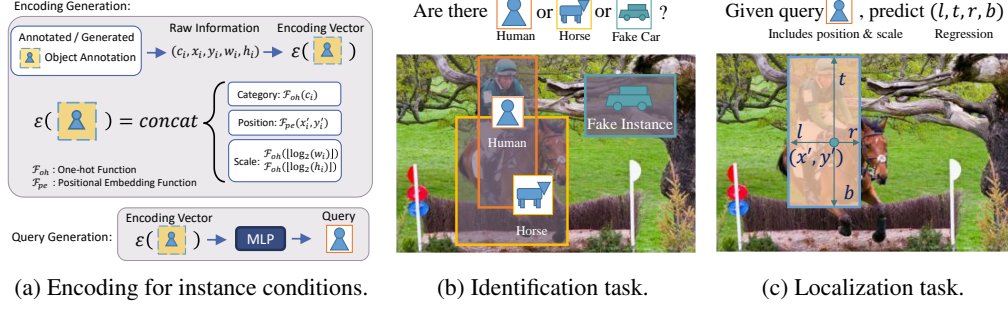 Encoding Generation:
Annotated / Generated
Object Annotation
Raw Information
(c_i, x_i, y_i, w_i, h_i)
Encoding Vector
ε( )
ε( ) = concat
Category: F_oh(c_i)
Position: F_pe(x'_i, y'_i)
Scale: F_oh(⌊log_2(w_i)⌋)
F_oh(⌊log_2(h_i)⌋)
F_oh : One-hot Function
F_pe : Positional Embedding Function
Query Generation:
Encoding Vector
ε( )
MLP
Query
(a) Encoding for instance conditions.
Are there or or ?
Human Horse Fake Car
Human
Fake Instance
Horse
(b) Identification task.
Given query , predict (l, t, r, b)
Includes position & scale Regression
t
l r
(x', y')
b
(c) Localization task.